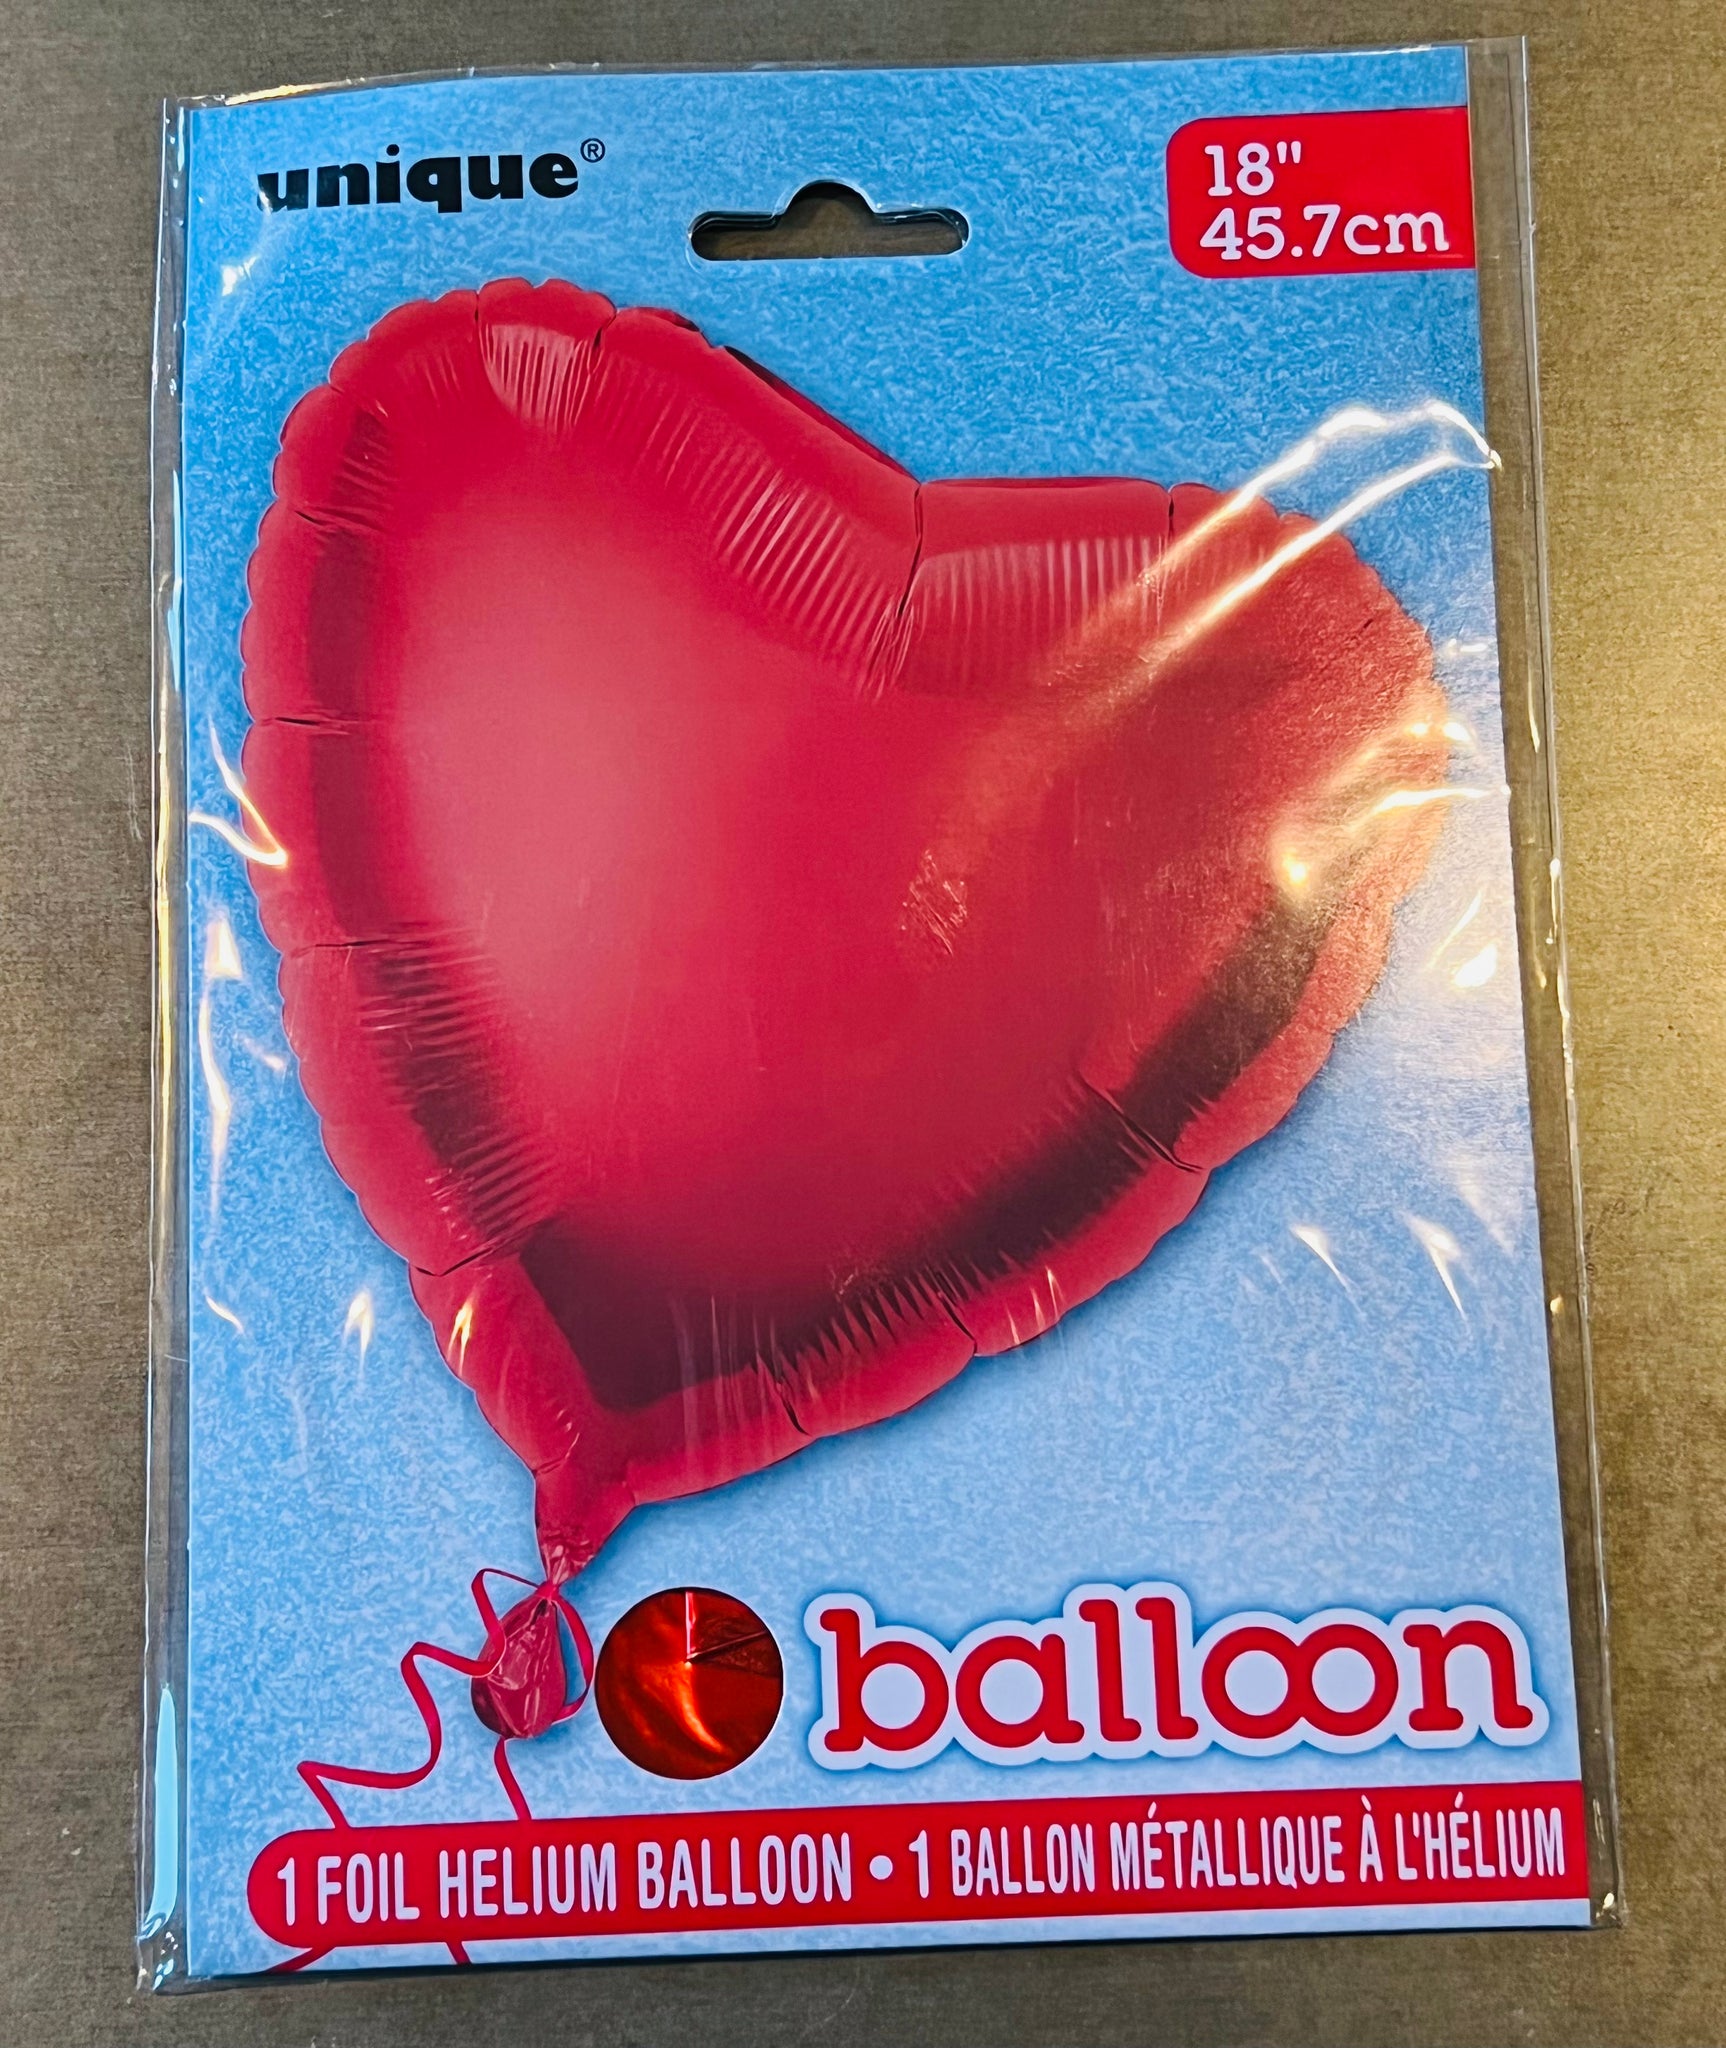 unique®
18"
45.7cm
balloon
1 FOIL HELIUM BALLOON • 1 BALLON MÉTALLIQUE À L'HÉLIUM